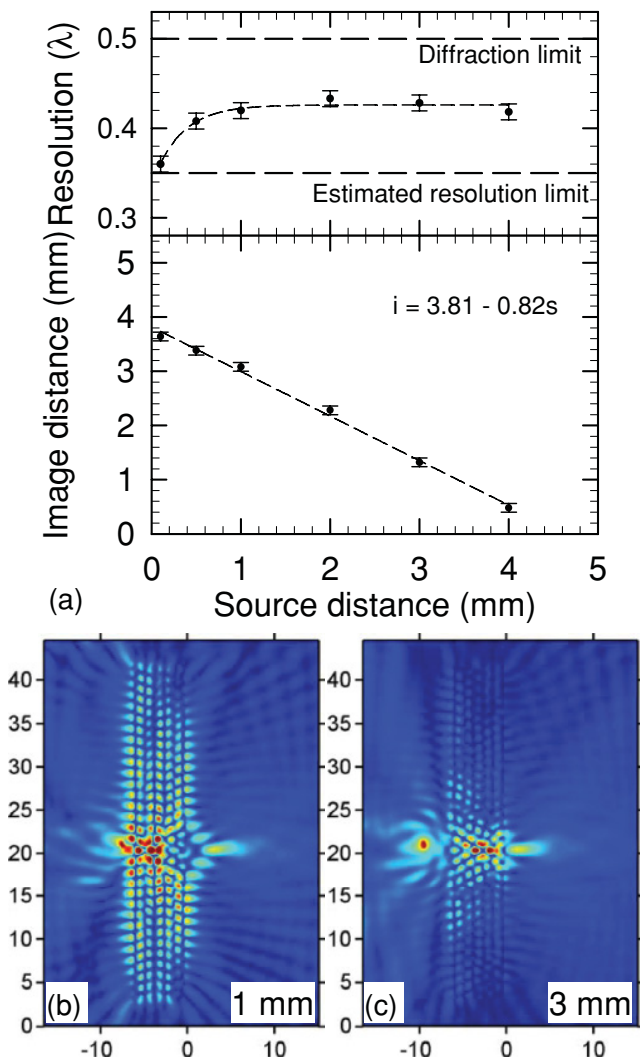 Resolution (λ)
0.5
0.4
0.3
Diffraction limit
Estimated resolution limit
Image distance (mm)
5
4
3
2
1
0
i = 3.81 - 0.82s
0 1 2 3 4 5
(a) Source distance (mm)
40
35
30
25
20
15
10
5
0
(b) 1 mm
-10 0 10
40
35
30
25
20
15
10
5
0
(c) 3 mm
-10 0 10